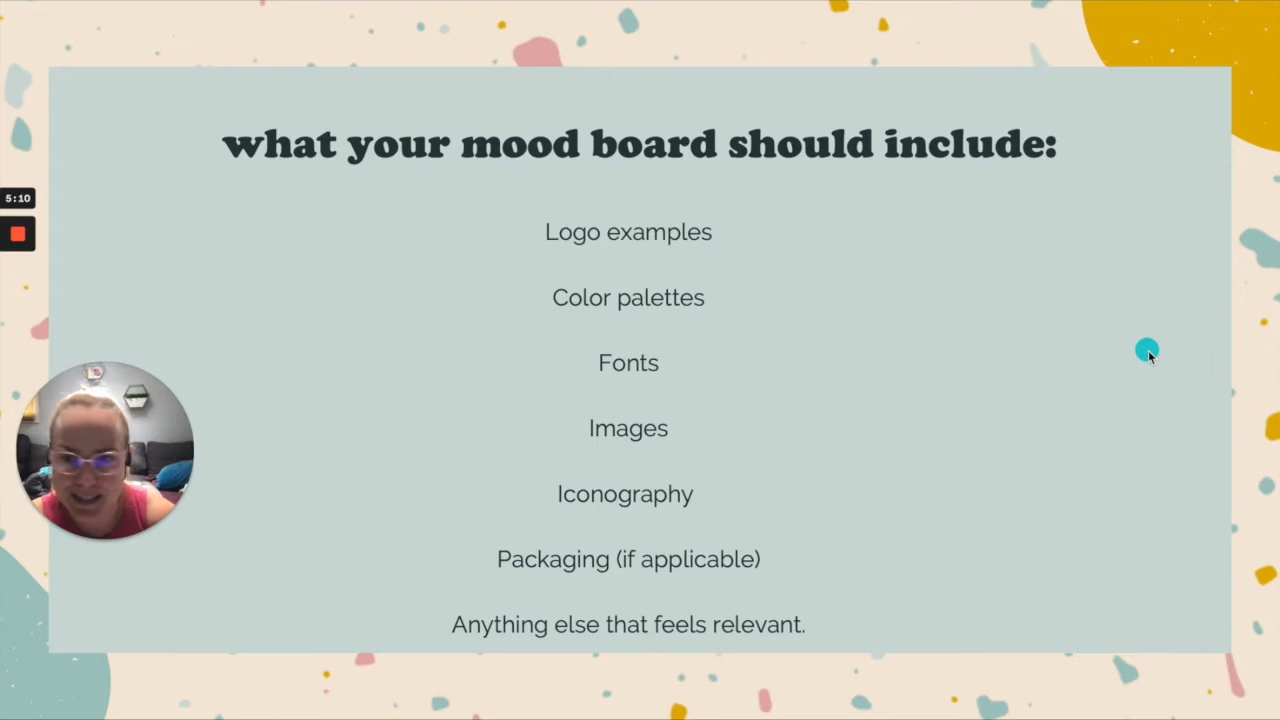 what your mood board should include:
5:10
Logo examples
Color palettes
Fonts
Images
Iconography
Packaging (if applicable)
Anything else that feels relevant.